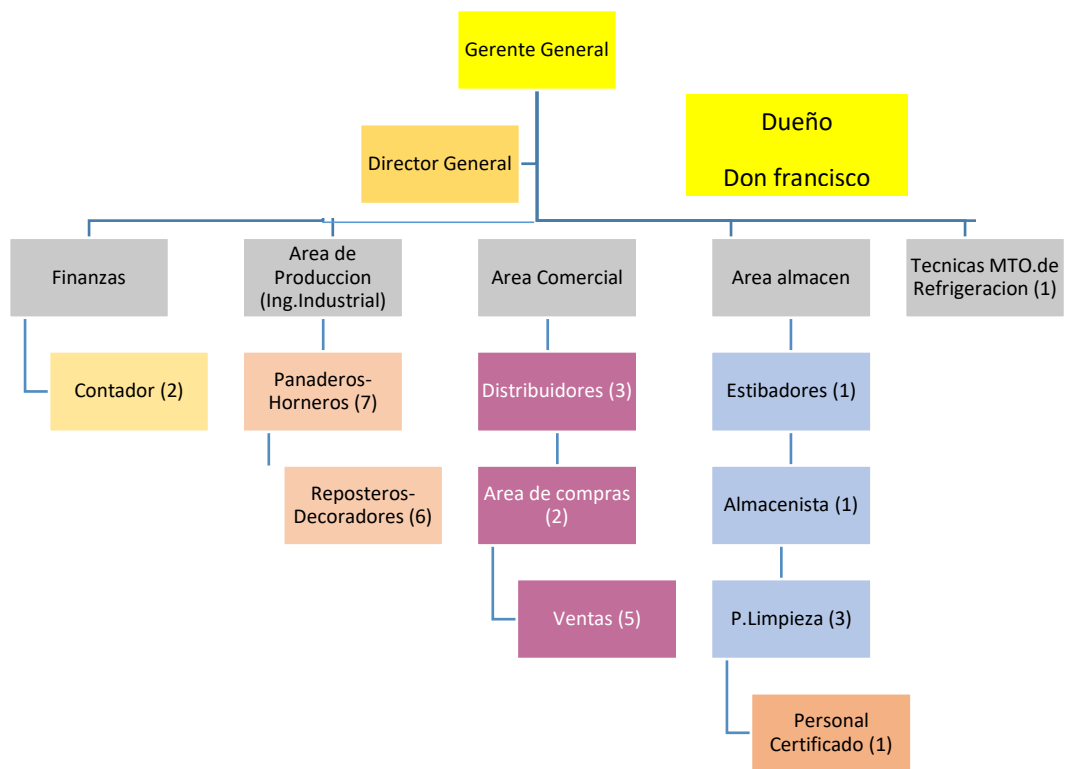 Gerente General
Dueño
Don francisco
Director General
Finanzas
Area de
Produccion
(Ing.Industrial)
Area Comercial
Area almacen
Tecnicas MTO.de
Refrigeracion (1)
Contador (2)
Panaderos-
Horneros (7)
Distribuidores (3)
Estibadores (1)
Reposteros-
Decoradores (6)
Area de compras
(2)
Almacenista (1)
Ventas (5)
P.Limpieza (3)
Personal
Certificado (1)